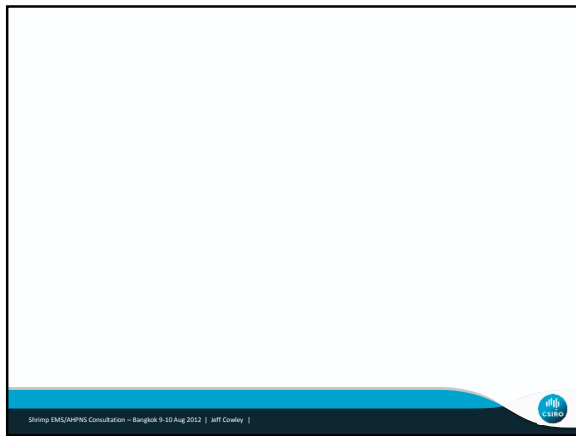 Shrimp EMS/AHPNS Consultation – Bangkok 9-10 Aug 2012 | Jeff Cowley |
CSIRO